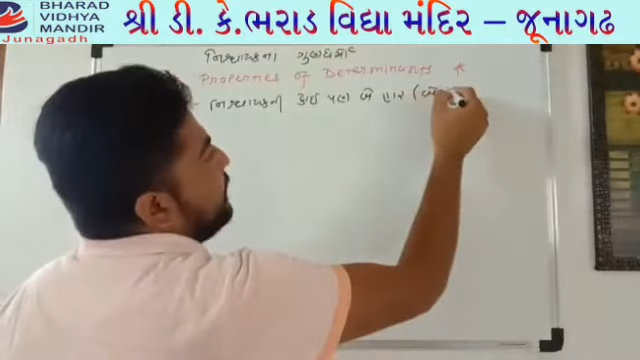 BHARAD
VIDHYA
MANDIR
Junagadh
શ્રી ડી. કે.ભરાડ વિદ્યા મંદિર – જૂનાગઢ
નિશ્ચાયકના ગુણધર્મો
* Properties of Determinants *
- નિશ્ચાયકની કોઈ પણ બે હાર (બે